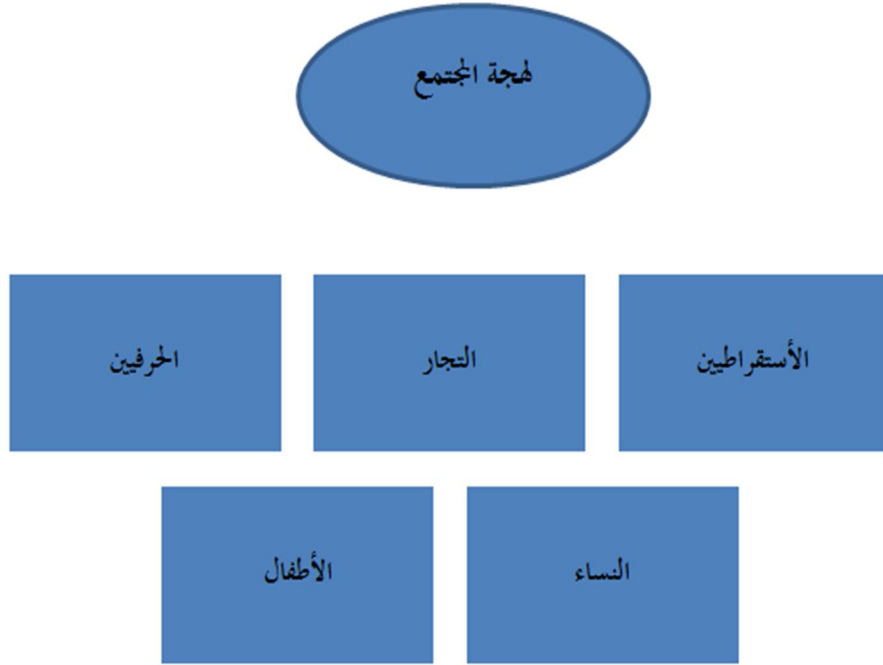 لهجة المجتمع
الأستقراطيين
التجار
الحرفيين
النساء
الأطفال